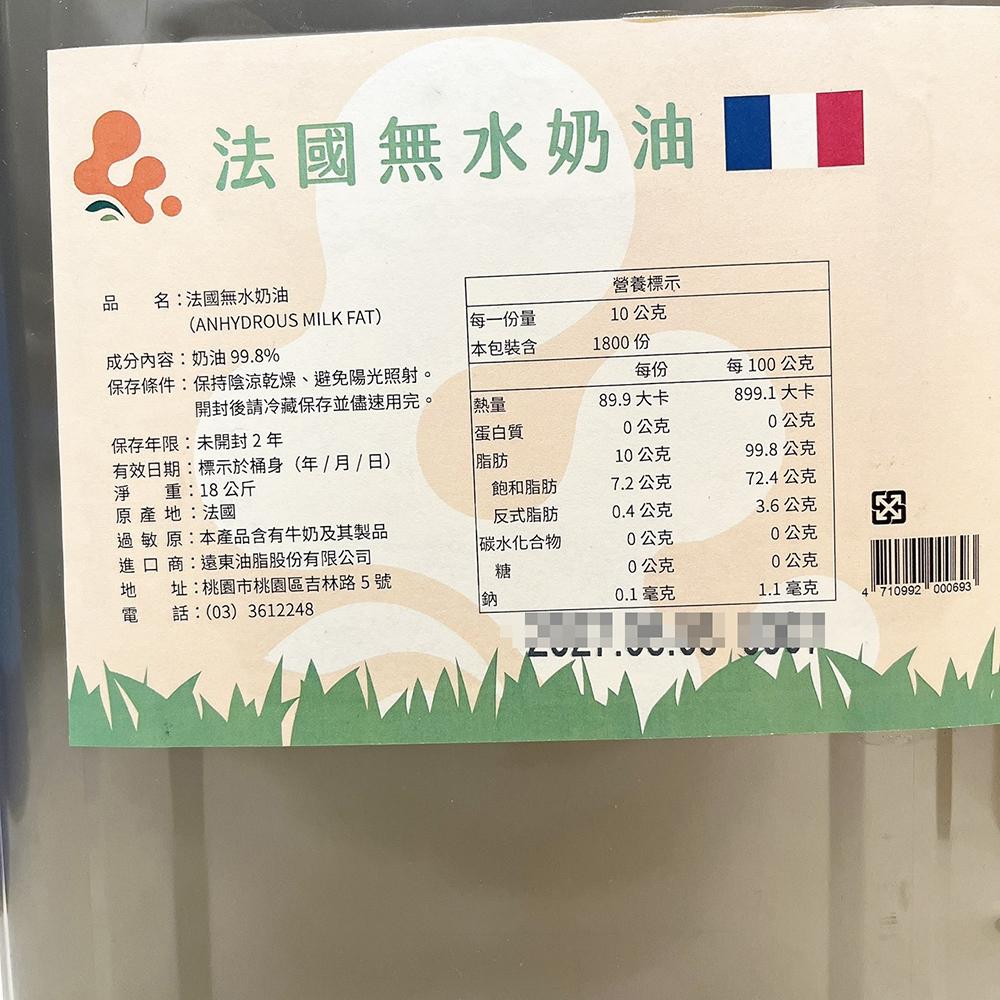 法國無水奶油
品 名：法國無水奶油
（ANHYDROUS MILK FAT）
成分內容：奶油 99.8%
保存條件：保持陰涼乾燥、避免陽光照射。
開封後請冷藏保存並儘速用完。
保存年限：未開封 2 年
有效日期：標示於桶身（年 / 月 / 日）
淨 重：18 公斤
原 產 地：法國
過 敏 原：本產品含有牛奶及其製品
進 口 商：遠東油脂股份有限公司
地 址：桃園市桃園區吉林路 5 號
電 話：（03）3612248
營養標示
每一份量 10 公克
本包裝含 1800 份
每份 每 100 公克
熱量 89.9 大卡 899.1 大卡
蛋白質 0 公克 0 公克
脂肪 10 公克 99.8 公克
飽和脂肪 7.2 公克 72.4 公克
反式脂肪 0.4 公克 3.6 公克
碳水化合物 0 公克 0 公克
糖 0 公克 0 公克
鈉 0.1 毫克 1.1 毫克
4 710992 000693